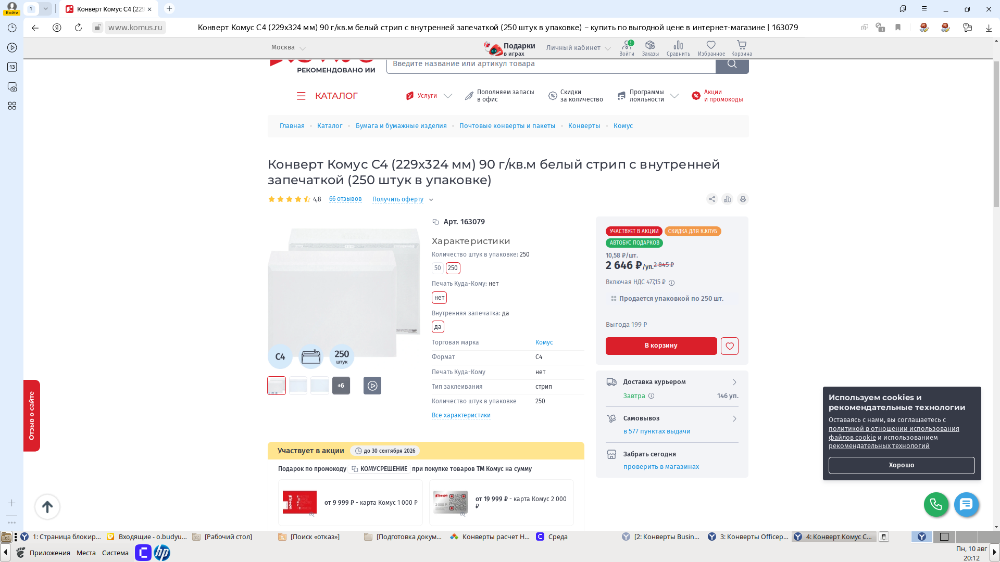 Войти
1
Конверт Комус C4 (229
www.komus.ru
Конверт Комус C4 (229x324 мм) 90 г/кв.м белый стрип с внутренней запечаткой (250 штук в упаковке) – купить по выгодной цене в интернет-магазине | 163079
13
Москва
Подарки
в играх
Личный кабинет
Войти
Заказы
Сравнить
Избранное
Корзина
РЕКОМЕНДОВАНО ИИ
Введите название или артикул товара
КАТАЛОГ
Услуги
Пополняем запасы
в офис
Скидки
за количество
Программы
лояльности
Акции
и промокоды
Главная
Каталог
Бумага и бумажные изделия
Почтовые конверты и пакеты
Конверты
Комус
Конверт Комус C4 (229x324 мм) 90 г/кв.м белый стрип с внутренней
запечаткой (250 штук в упаковке)
4,8
66 отзывов
Получить оферту
Арт. 163079
Характеристики
Количество штук в упаковке: 250
50
250
Печать Куда-Кому: нет
нет
Внутренняя запечатка: да
да
Торговая марка
Комус
Формат
C4
Печать Куда-Кому
нет
Тип заклеивания
стрип
Количество штук в упаковке
250
Все характеристики
C4
250
штук
+6
УЧАСТВУЕТ В АКЦИИ
СКИДКА ДЛЯ К.КЛУБ
АВТОБУС ПОДАРКОВ
10,58 ₽/шт.
2 646 ₽/уп.
2 845 ₽
Включая НДС 477,15 ₽
Продается упаковкой по 250 шт.
Выгода 199 ₽
В корзину
Доставка курьером
Завтра
146 уп.
Самовывоз
в 577 пунктах выдачи
Забрать сегодня
проверить в магазинах
Отзыв о сайте
Участвует в акции
до 30 сентября 2026
Подарок по промокоду КОМУСРЕШЕНИЕ при покупке товаров ТМ Комус на сумму
от 9 999 ₽ - карта Комус 1 000 ₽
2 000 ₽
от 19 999 ₽ - карта Комус 2 000
₽
Используем cookies и
рекомендательные технологии
Оставаясь с нами, вы соглашаетесь с
политикой в отношении использования
файлов cookie и использованием
рекомендательных технологий
Хорошо
1: Страница блокир...
Входящие - o.budyu...
[Рабочий стол]
[Поиск «отказ»]
[Подготовка докум...
Конверты расчет Н...
Среда
[2: Конверты Busin...
3: Конверты Officep...
4: Конверт Комус C...
Приложения
Места
Система
Пн, 10 авг
20:12